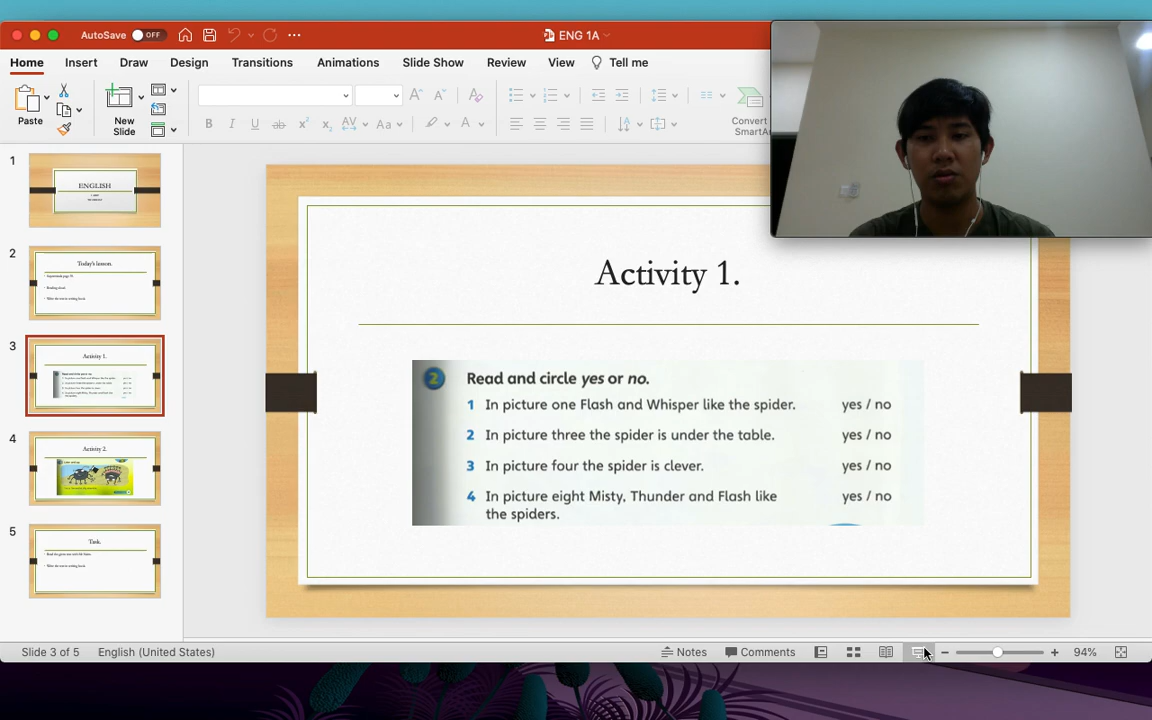 AutoSave OFF
ENG 1A
Home Insert Draw Design Transitions Animations Slide Show Review View Tell me
Paste
New
Slide
Convert
SmartAr
1
ENGLISH
2
Today's lesson.
3
Activity 1.
4
Activity 2.
5
Task.
Activity 1.
2 Read and circle yes or no.
1 In picture one Flash and Whisper like the spider. yes / no
2 In picture three the spider is under the table. yes / no
3 In picture four the spider is clever. yes / no
4 In picture eight Misty, Thunder and Flash like yes / no
the spiders.
Slide 3 of 5 English (United States) Notes Comments 94%